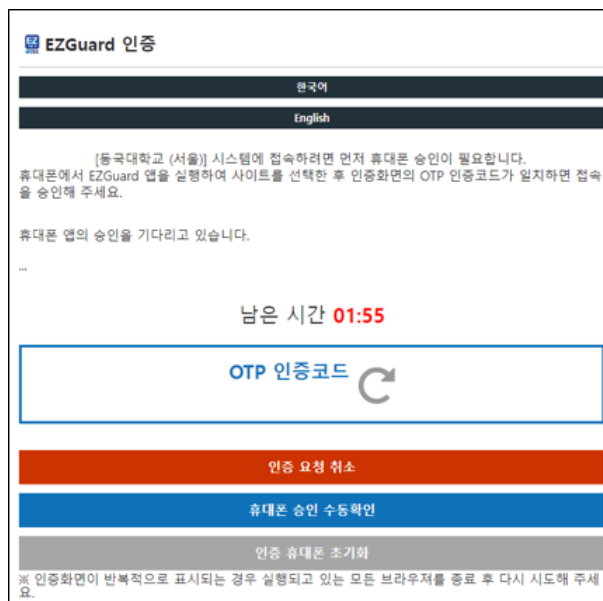 EZGuard 인증
한국어
English
[동국대학교 (서울)] 시스템에 접속하려면 먼저 휴대폰 승인이 필요합니다.
휴대폰에서 EZGuard 앱을 실행하여 사이트를 선택한 후 인증화면의 OTP 인증코드가 일치하면 접속
을 승인해 주세요.
휴대폰 앱의 승인을 기다리고 있습니다.
...
남은 시간 01:55
OTP 인증코드
인증 요청 취소
휴대폰 승인 수동확인
인증 휴대폰 초기화
※ 인증화면이 반복적으로 표시되는 경우 실행되고 있는 모든 브라우져를 종료 후 다시 시도해 주세
요.